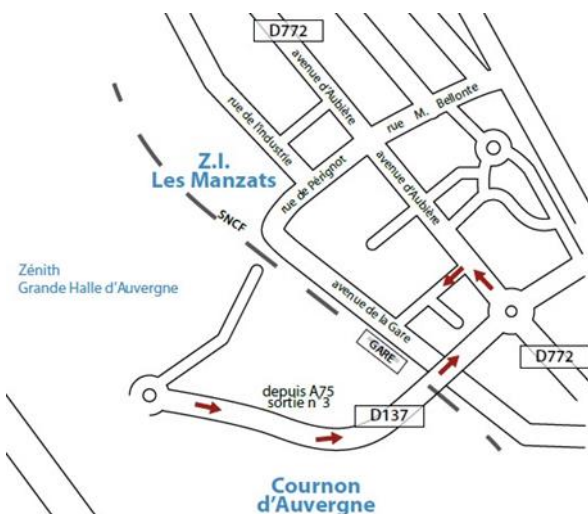 D772
avenue d'Aubière
rue M. Bellonte
rue de l'industrie
Z.I.
Les Manzats
rue de Pérignot
avenue d'Aubière
SNCF
Zénith
Grande Halle d'Auvergne
avenue de la Gare
GARE
D772
depuis A75
sortie n°3
D137
Cournon
d'Auvergne